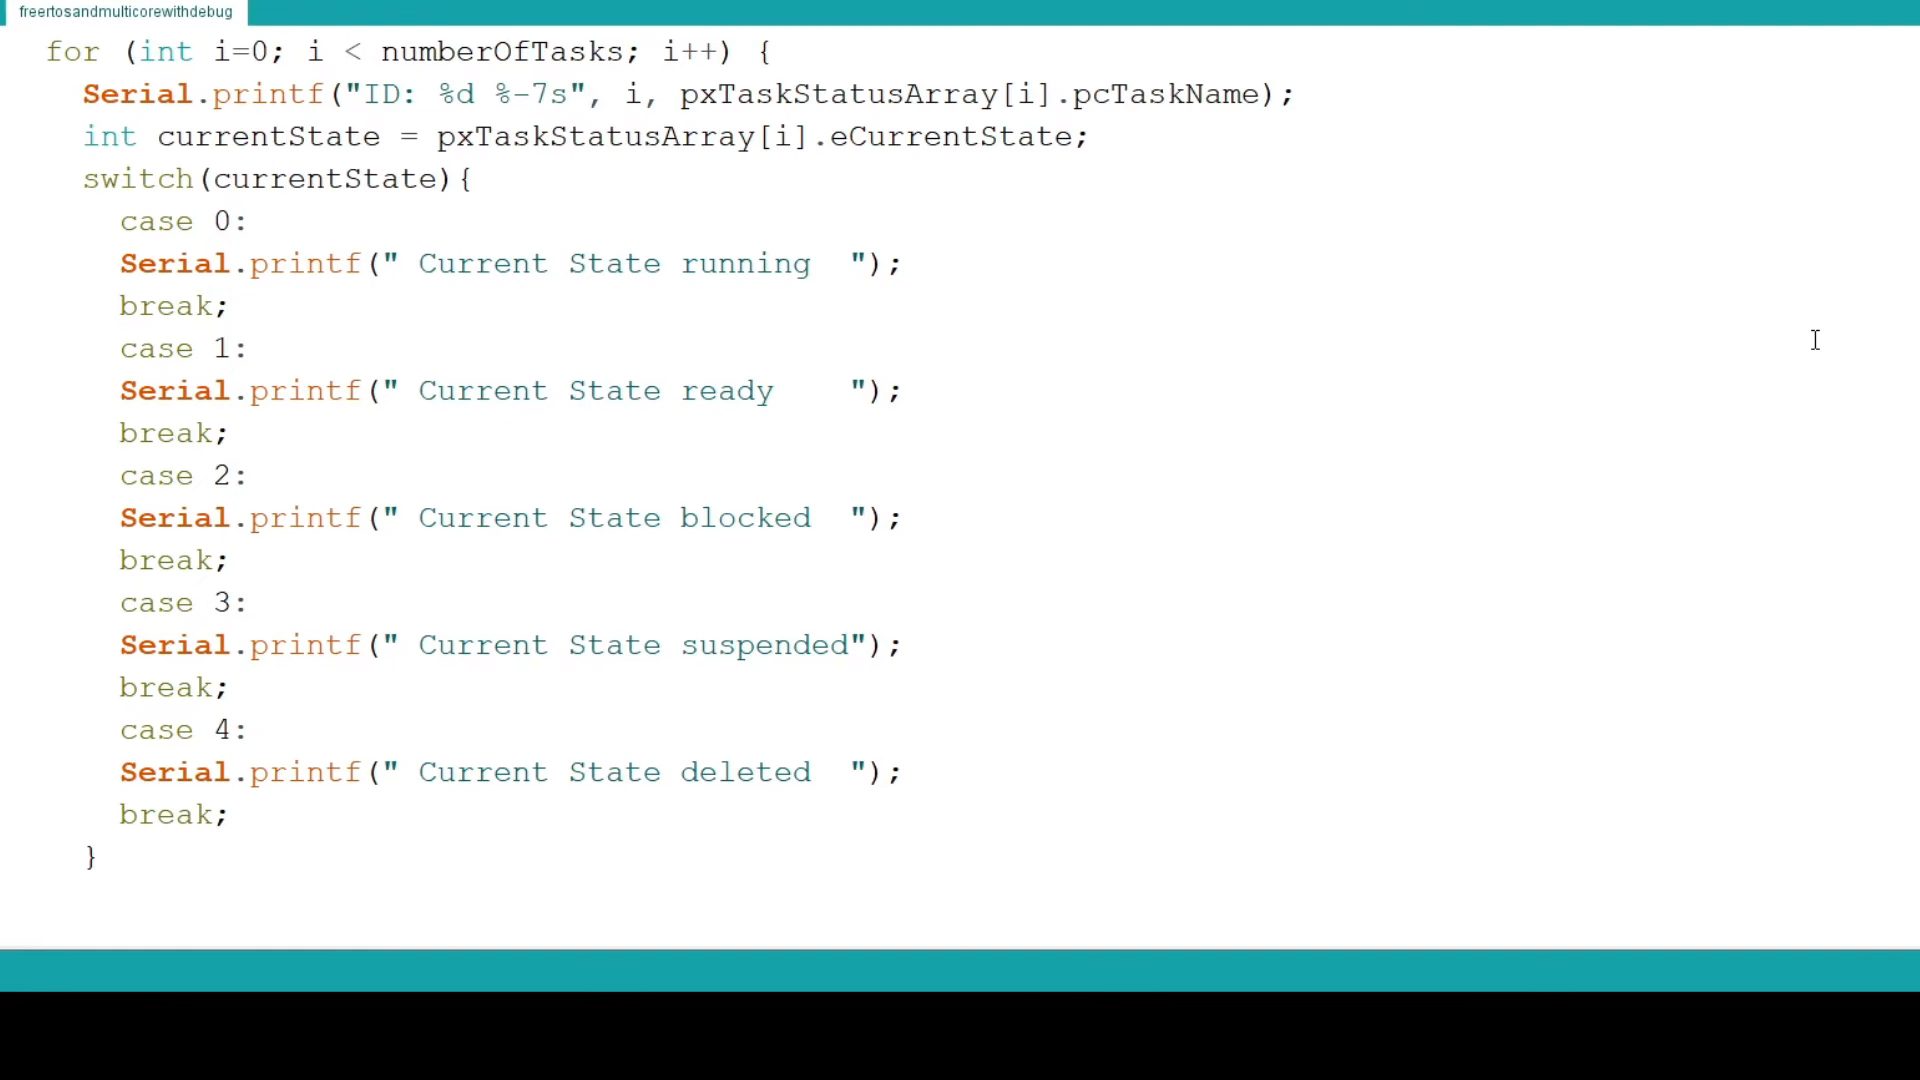 freertosandmulticorewithdebug
for (int i=0; i < numberOfTasks; i++) {
Serial.printf("ID: %d %-7s", i, pxTaskStatusArray[i].pcTaskName);
int currentState = pxTaskStatusArray[i].eCurrentState;
switch(currentState){
case 0:
Serial.printf(" Current State running  ");
break;
case 1:
Serial.printf(" Current State ready    ");
break;
case 2:
Serial.printf(" Current State blocked  ");
break;
case 3:
Serial.printf(" Current State suspended");
break;
case 4:
Serial.printf(" Current State deleted  ");
break;
}